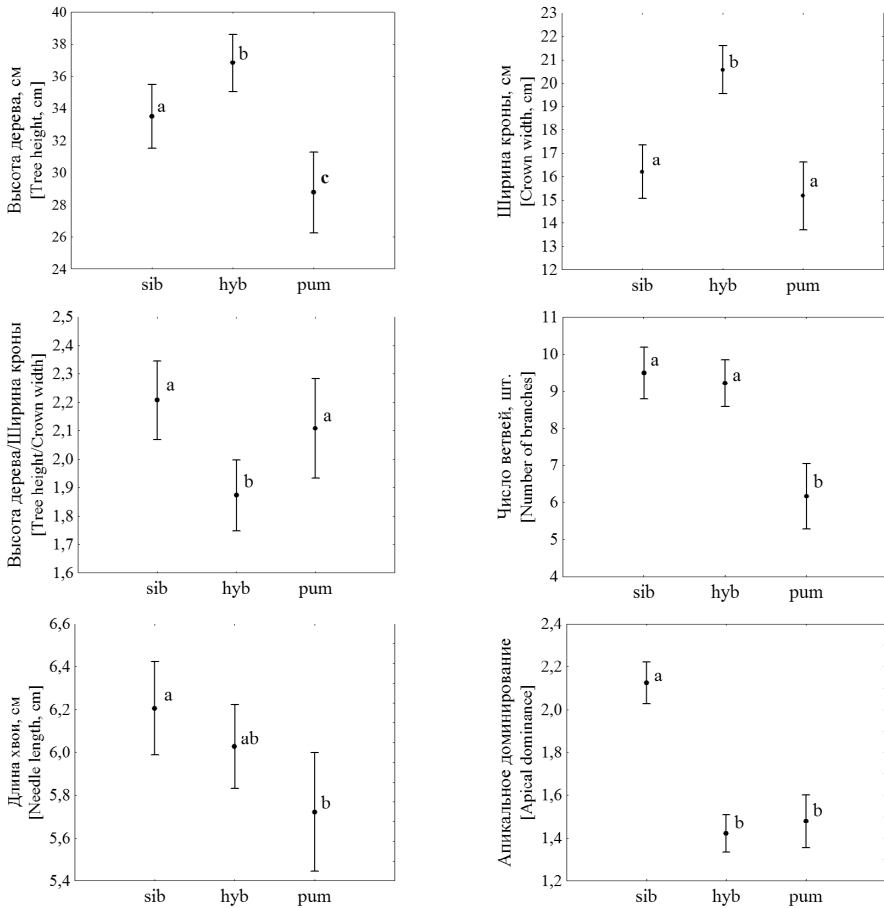 Высота дерева, см
[Tree height, cm]
40
38
36
34
32
30
28
26
24
a
b
c
sib hyb pum
Ширина кроны, см
[Crown width, cm]
23
22
21
20
19
18
17
16
15
14
13
12
a
b
a
sib hyb pum
Высота дерева/Ширина кроны
[Tree height/Crown width]
2,5
2,4
2,3
2,2
2,1
2,0
1,9
1,8
1,7
1,6
a
b
a
sib hyb pum
Число ветвей, шт.
[Number of branches]
11
10
9
8
7
6
5
4
a
a
b
sib hyb pum
Длина хвои, см
[Needle length, cm]
6,6
6,4
6,2
6,0
5,8
5,6
5,4
a
ab
b
sib hyb pum
Апикальное доминирование
[Apical dominance]
2,4
2,2
2,0
1,8
1,6
1,4
1,2
a
b
b
sib hyb pum